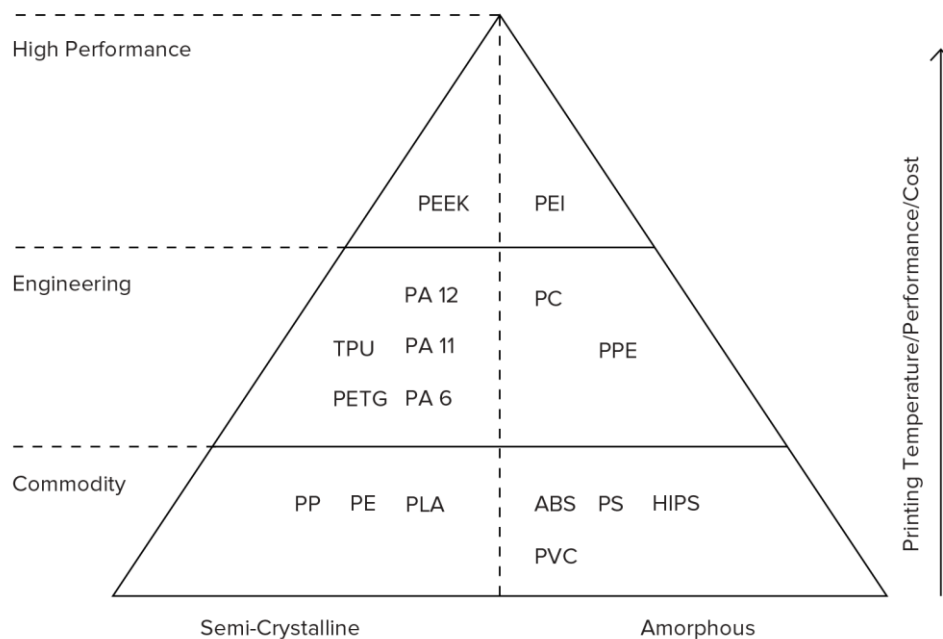 High Performance
PEEK PEI
Engineering
PA 12 PC
TPU PA 11 PPE
PETG PA 6
Commodity
PP PE PLA ABS PS HIPS
PVC
Semi-Crystalline Amorphous
Printing Temperature/Performance/Cost